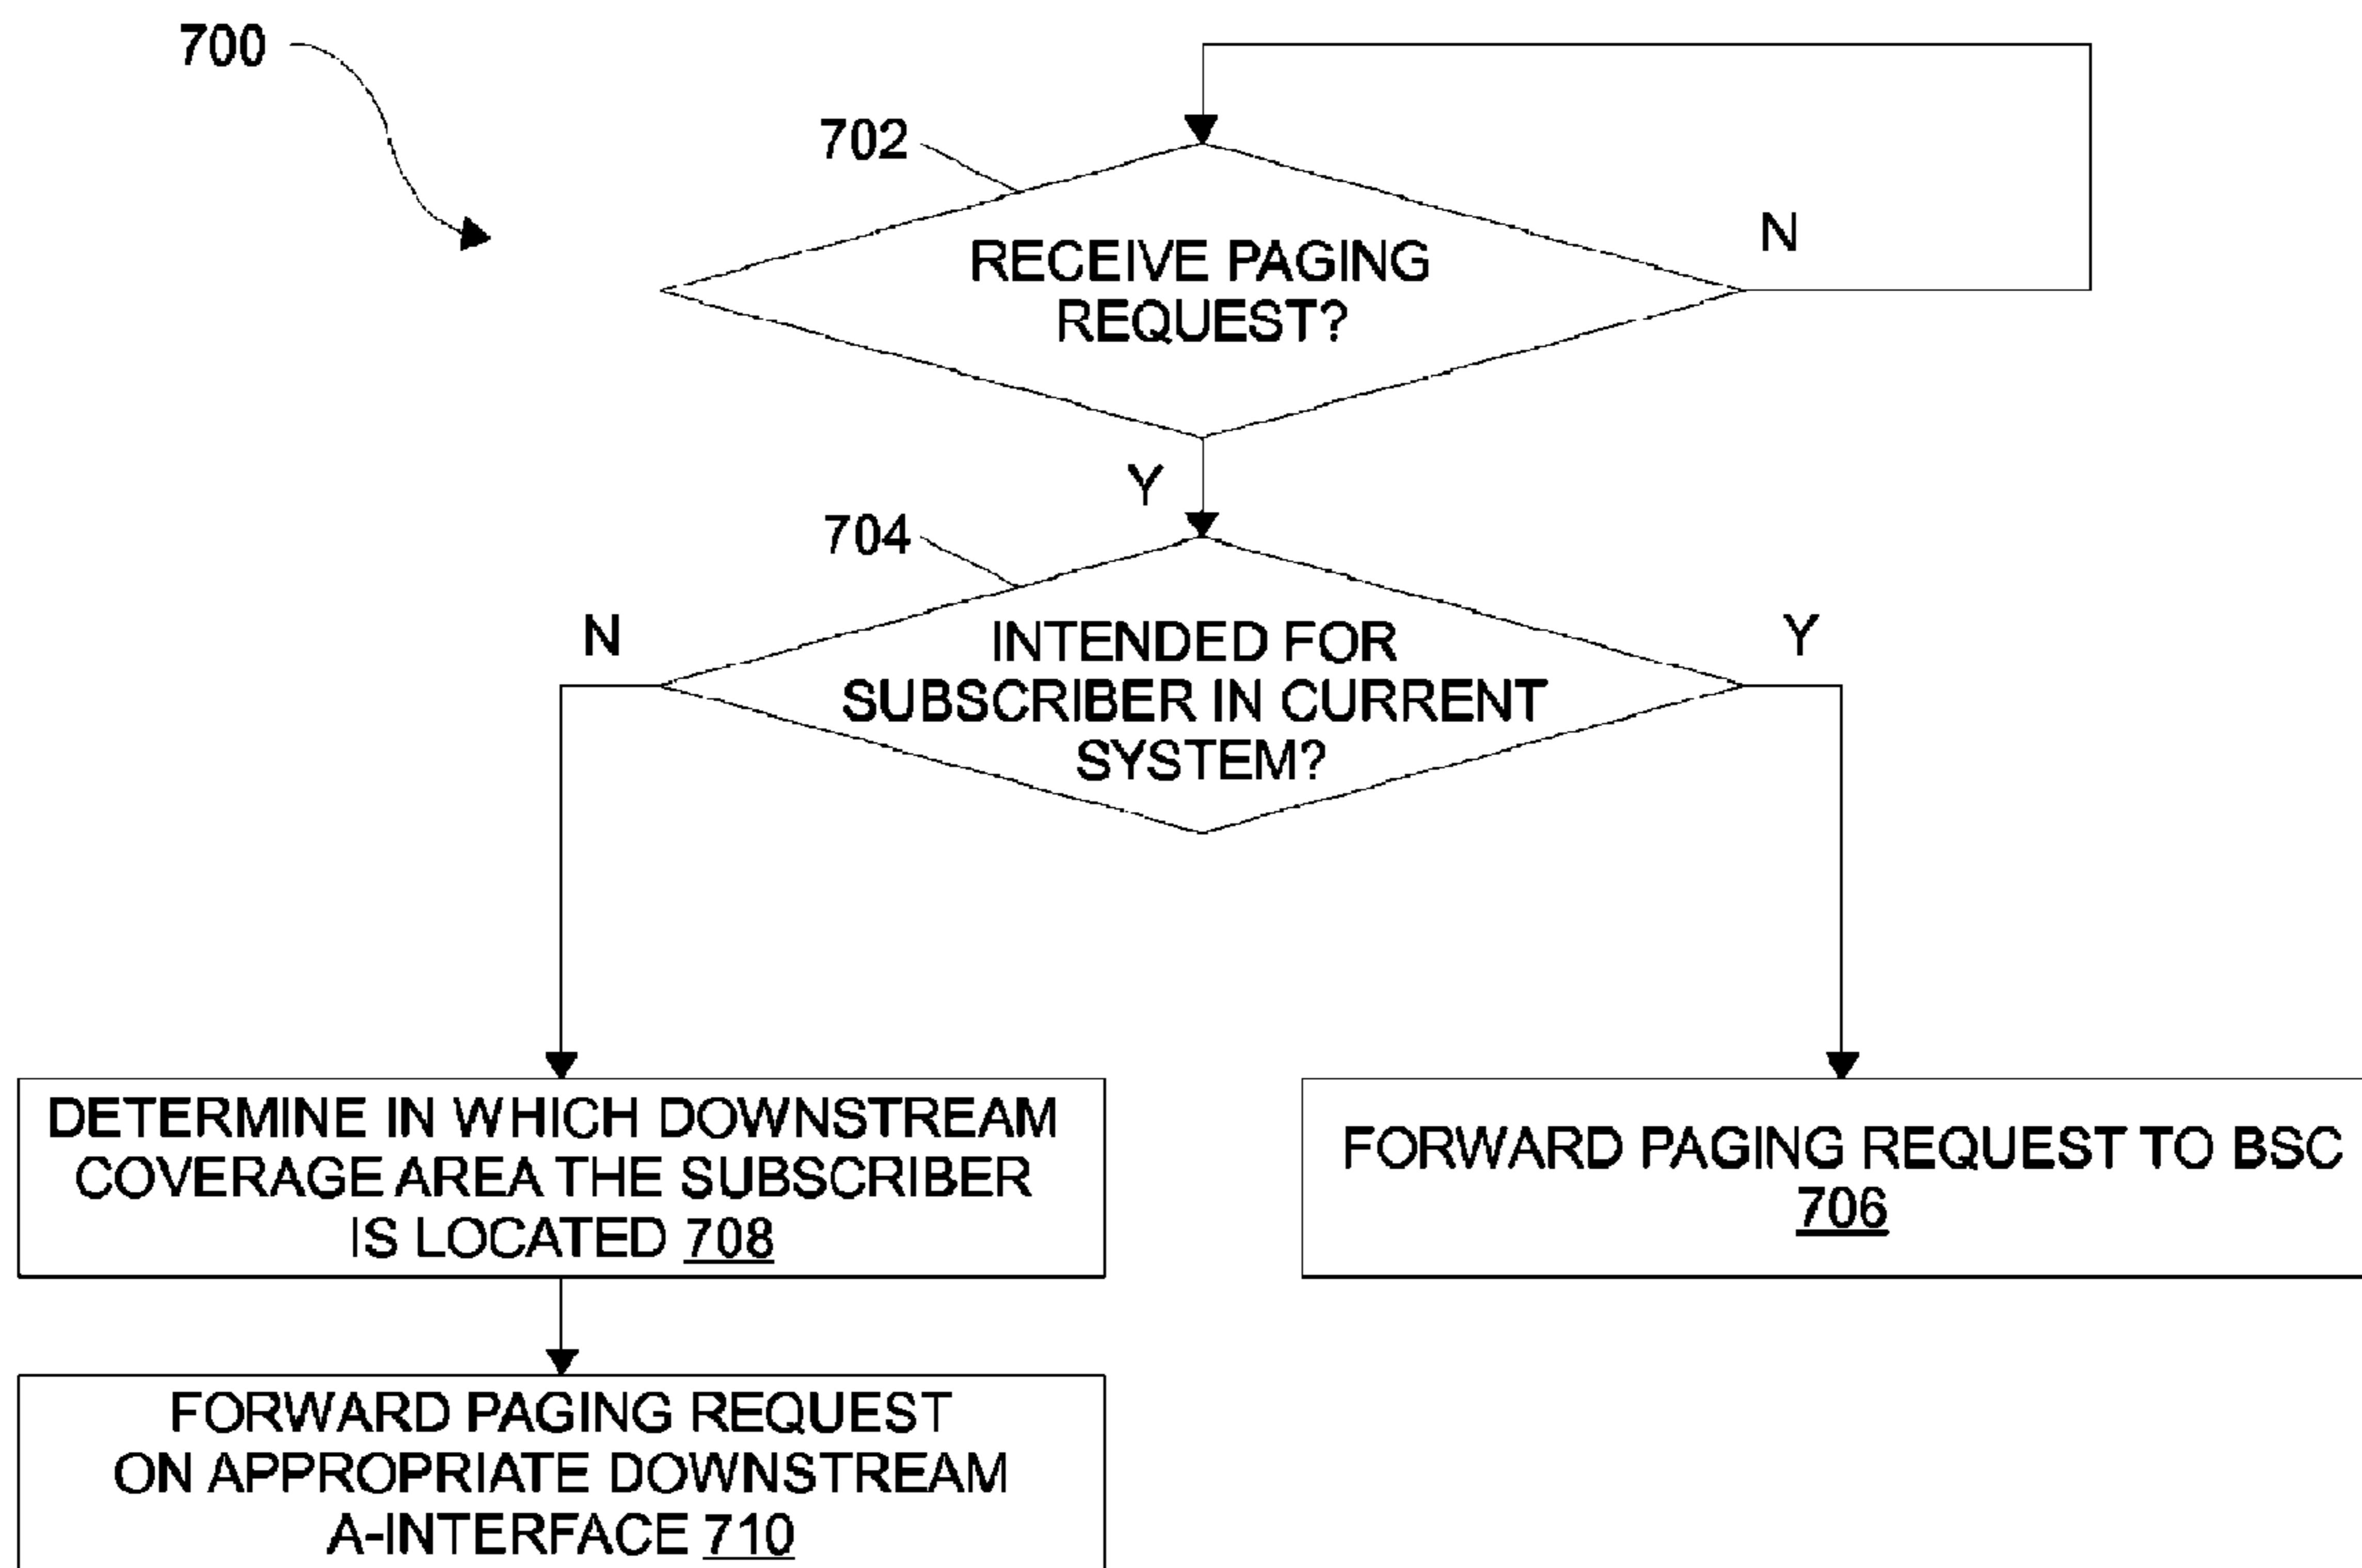 700
702
RECEIVE PAGING
REQUEST?
N
Y
704
INTENDED FOR
SUBSCRIBER IN CURRENT
SYSTEM?
N
Y
DETERMINE IN WHICH DOWNSTREAM
COVERAGE AREA THE SUBSCRIBER
IS LOCATED 708
FORWARD PAGING REQUEST TO BSC
706
FORWARD PAGING REQUEST
ON APPROPRIATE DOWNSTREAM
A-INTERFACE 710